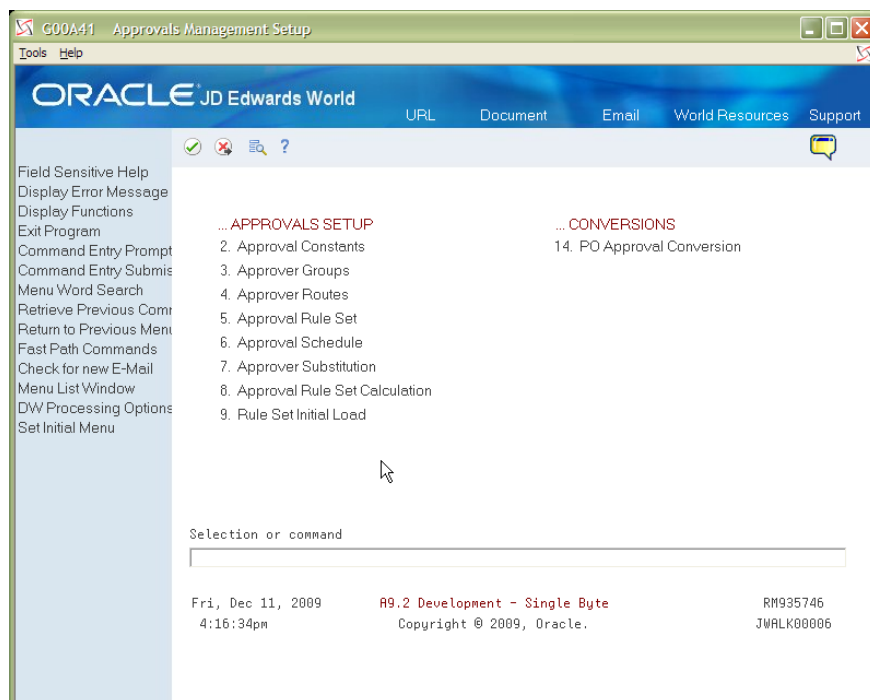 G00A41 Approvals Management Setup
Tools Help
ORACLE JD Edwards World
URL Document Email World Resources Support
?
Field Sensitive Help
Display Error Message
Display Functions
Exit Program
Command Entry Prompt
Command Entry Submis
Menu Word Search
Retrieve Previous Com
Return to Previous Menu
Fast Path Commands
Check for new E-Mail
Menu List Window
DW Processing Options
Set Initial Menu
... APPROVALS SETUP
2. Approval Constants
3. Approver Groups
4. Approver Routes
5. Approval Rule Set
6. Approval Schedule
7. Approver Substitution
8. Approval Rule Set Calculation
9. Rule Set Initial Load
... CONVERSIONS
14. PO Approval Conversion
Selection or command
Fri, Dec 11, 2009 A9.2 Development - Single Byte RM935746
4:16:34pm Copyright © 2009, Oracle. JWALK00006